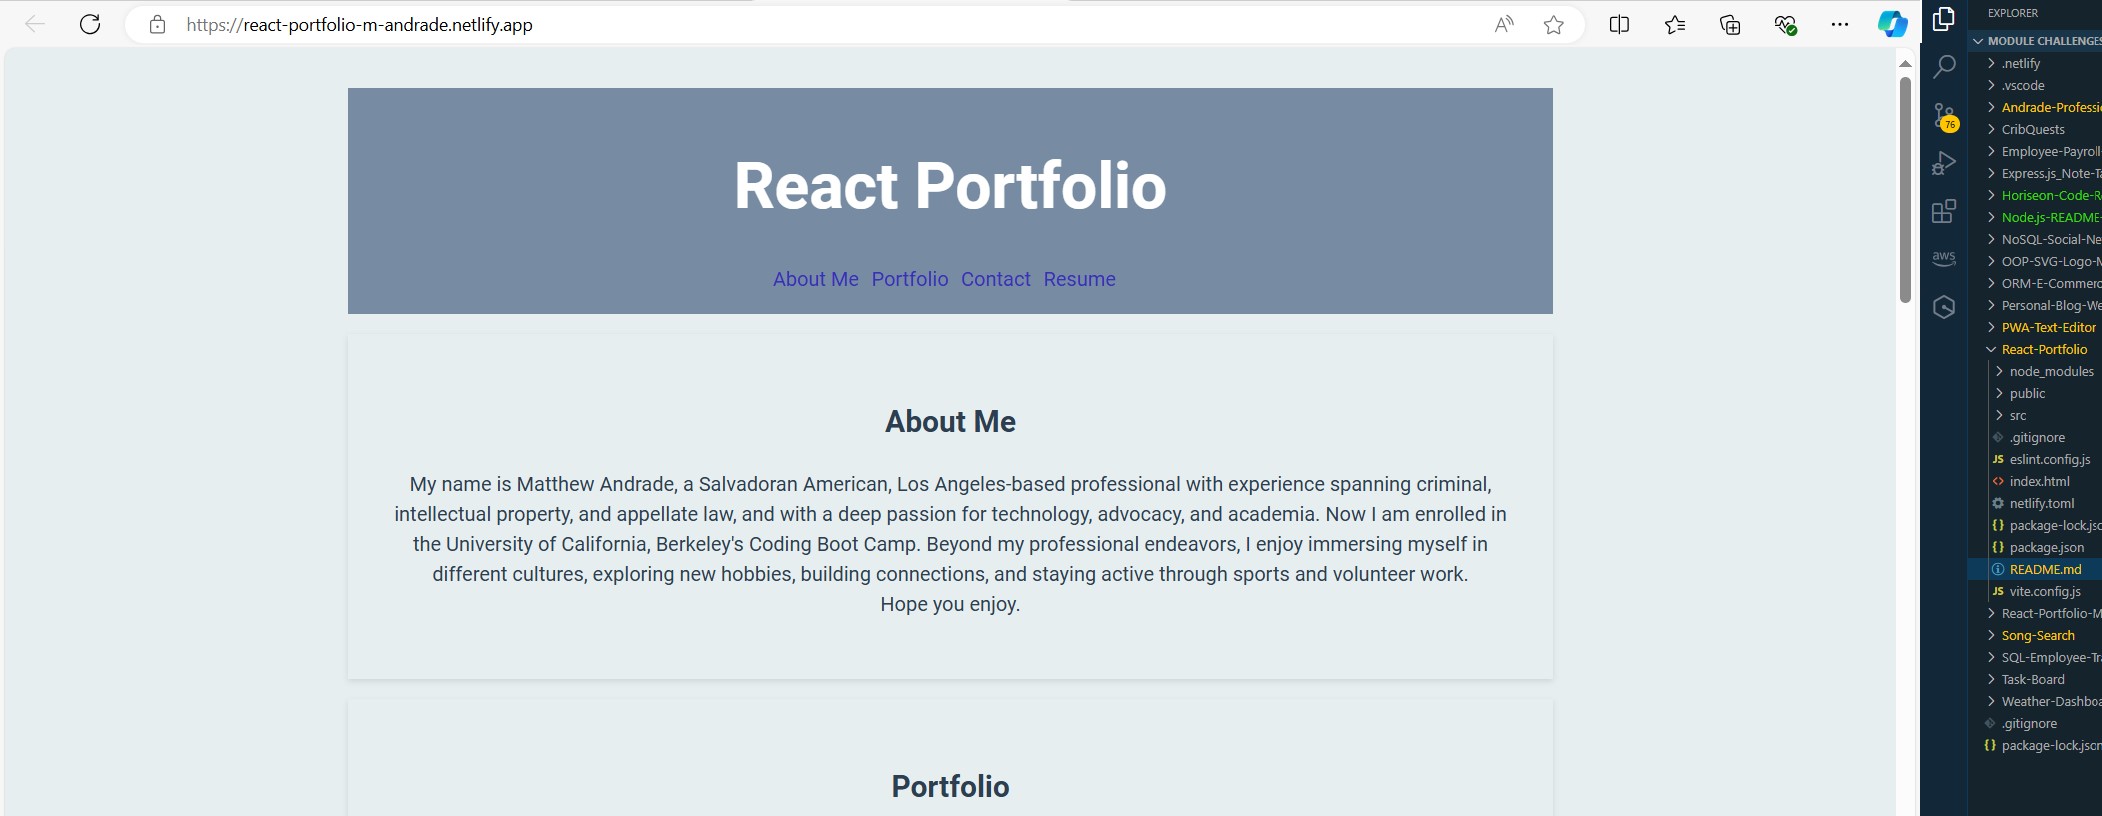 https://react-portfolio-m-andrade.netlify.app
React Portfolio
About Me Portfolio Contact Resume
About Me
My name is Matthew Andrade, a Salvadoran American, Los Angeles-based professional with experience spanning criminal,
intellectual property, and appellate law, and with a deep passion for technology, advocacy, and academia. Now I am enrolled in
the University of California, Berkeley's Coding Boot Camp. Beyond my professional endeavors, I enjoy immersing myself in
different cultures, exploring new hobbies, building connections, and staying active through sports and volunteer work.
Hope you enjoy.
Portfolio
76
aws
EXPLORER
MODULE CHALLENGES
.netlify
.vscode
Andrade-Professi
CribQuests
Employee-Payroll-
Express.js_Note-Ta
Horiseon-Code-R
Node.js-README-
NoSQL-Social-Ne
OOP-SVG-Logo-M
ORM-E-Commerc
Personal-Blog-We
PWA-Text-Editor
React-Portfolio
node_modules
public
src
.gitignore
JS eslint.config.js
<> index.html
netlify.toml
{} package-lock.jso
{} package.json
README.md
JS vite.config.js
React-Portfolio-M
Song-Search
SQL-Employee-Tra
Task-Board
Weather-Dashboa
.gitignore
{} package-lock.json